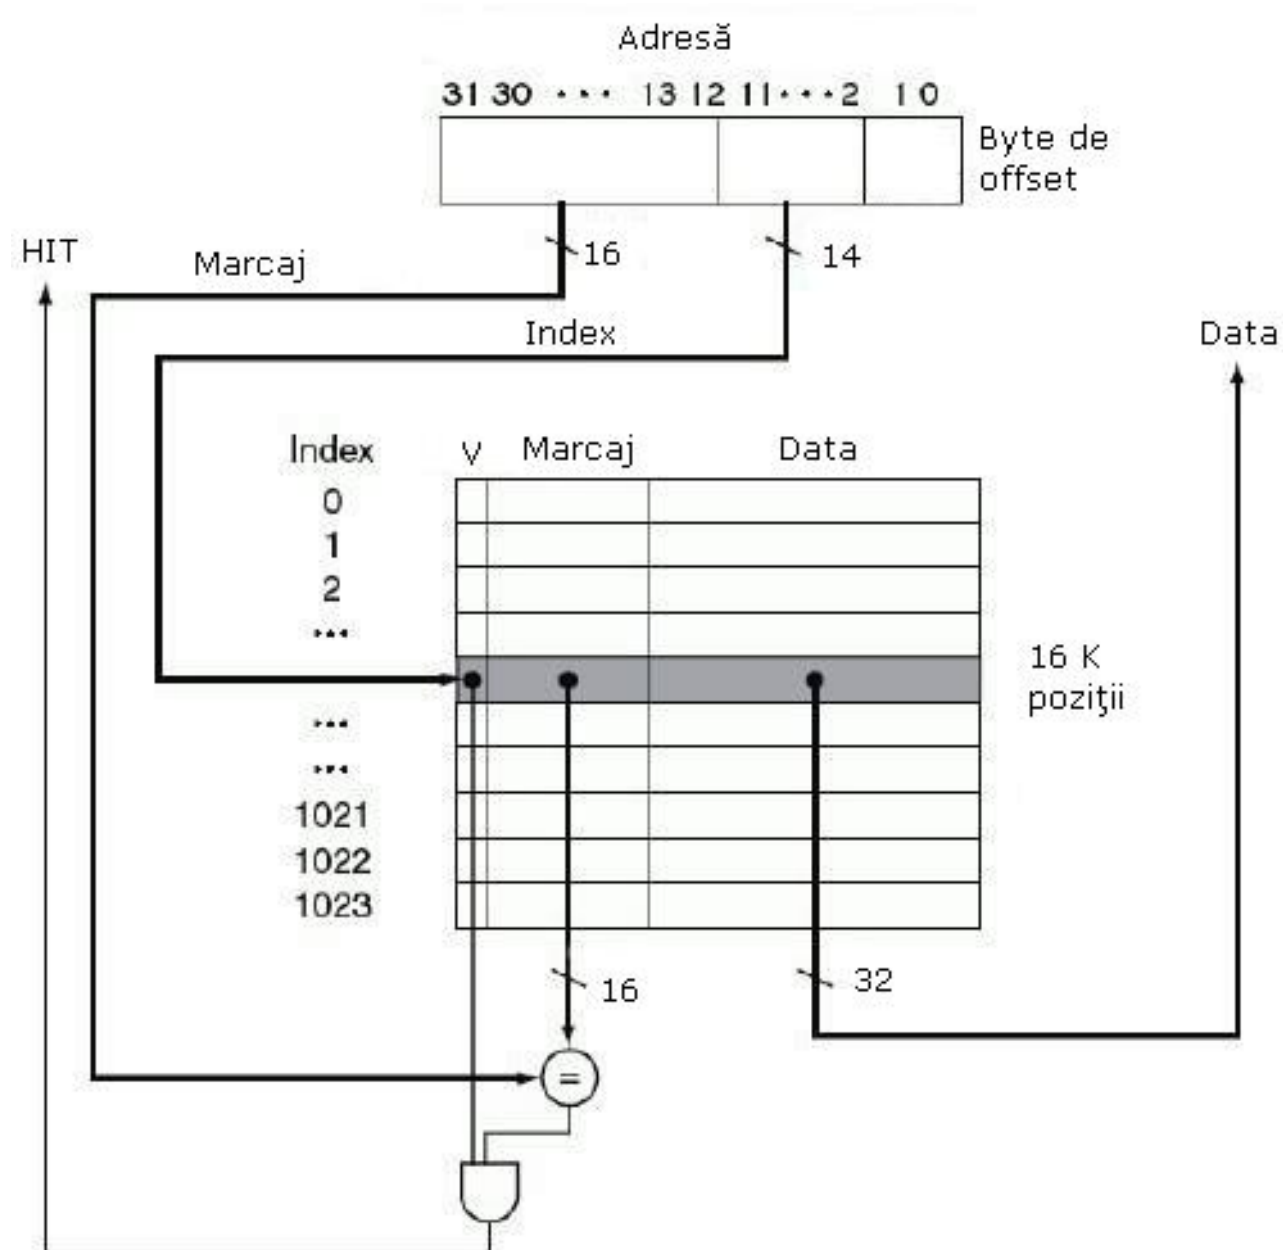 Adresă
31 30 ... 13 12 11...2 1 0
Byte de
offset
HIT
16
14
Marcaj
Index
Data
Index
V
Marcaj
Data
0
1
2
...
16 K
poziţii
...
...
1021
1022
1023
16
32
=